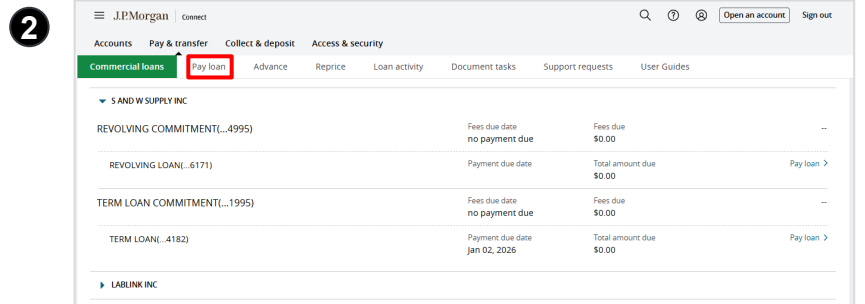 2
J.P.Morgan Connect Open an account Sign out
Accounts Pay & transfer Collect & deposit Access & security
Commercial loans Pay loan Advance Reprice Loan activity Document tasks Support requests User Guides
S AND W SUPPLY INC
REVOLVING COMMITMENT(...4995) Fees due date Fees due --
no payment due $0.00
REVOLVING LOAN(...6171) Payment due date Total amount due Pay loan >
$0.00
TERM LOAN COMMITMENT(...1995) Fees due date Fees due --
no payment due $0.00
TERM LOAN(...4182) Payment due date Total amount due Pay loan >
Jan 02, 2026 $0.00
LABLINK INC